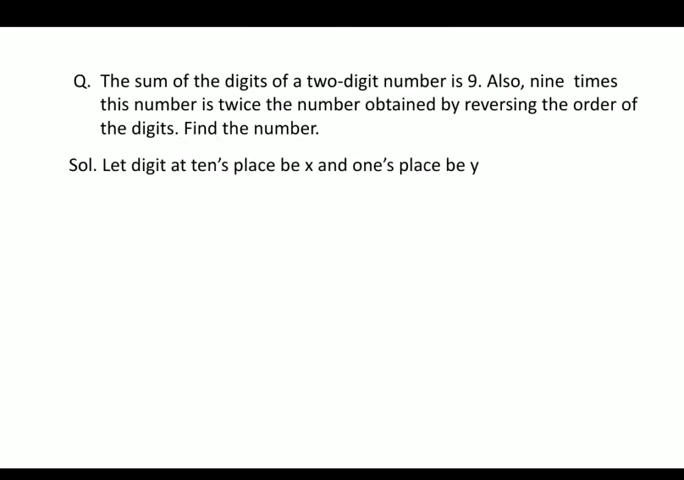 Q. The sum of the digits of a two-digit number is 9. Also, nine times
this number is twice the number obtained by reversing the order of
the digits. Find the number.
Sol. Let digit at ten's place be x and one's place be y